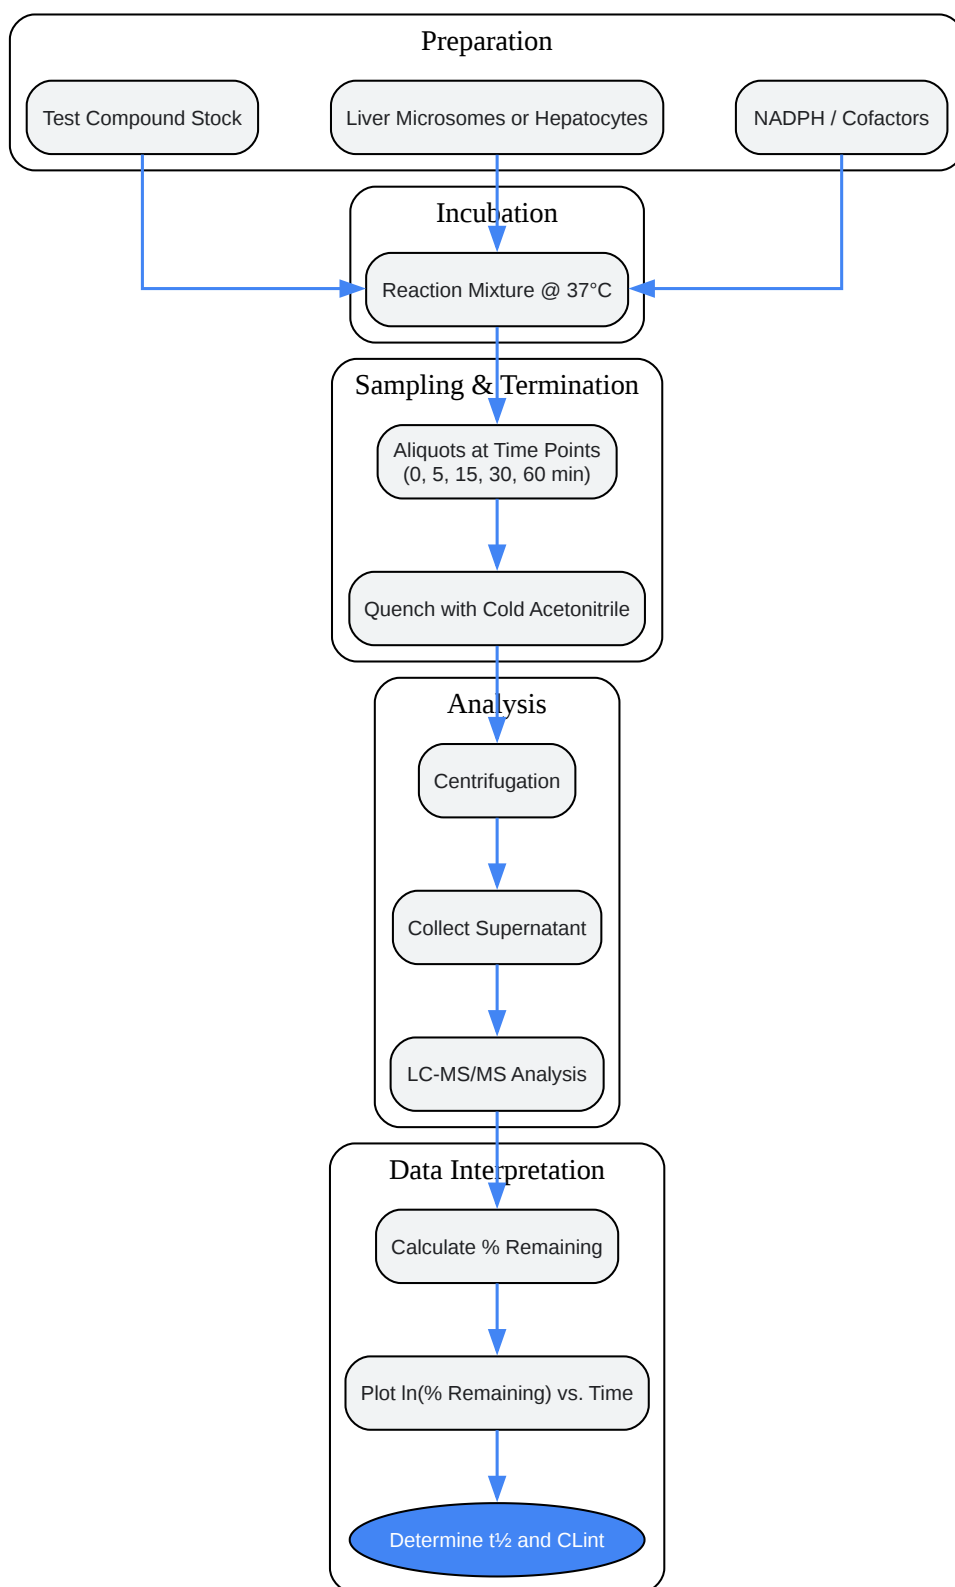 Preparation
Test Compound Stock
Liver Microsomes or Hepatocytes
NADPH / Cofactors
Incubation
Reaction Mixture @ 37°C
Sampling & Termination
Aliquots at Time Points
(0, 5, 15, 30, 60 min)
Quench with Cold Acetonitrile
Analysis
Centrifugation
Collect Supernatant
LC-MS/MS Analysis
Data Interpretation
Calculate % Remaining
Plot ln(% Remaining) vs. Time
Determine t½ and CLint